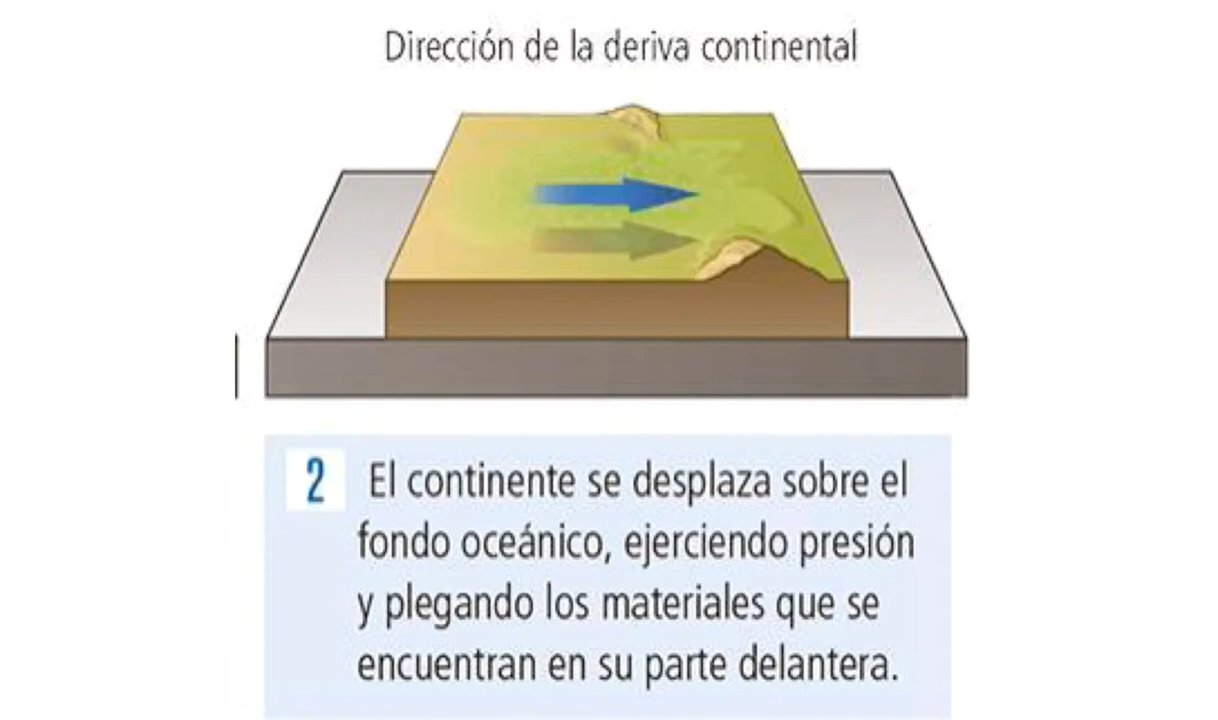 Dirección de la deriva continental
2 El continente se desplaza sobre el
fondo oceánico, ejerciendo presión
y plegando los materiales que se
encuentran en su parte delantera.